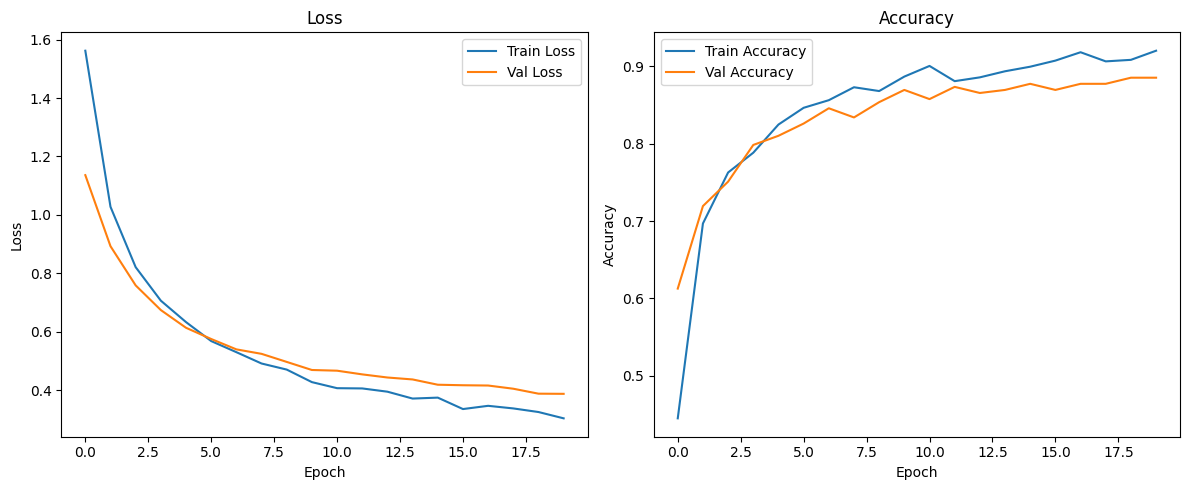 Loss
Train Loss
Val Loss
1.6
1.4
1.2
1.0
0.8
0.6
0.4
Loss
0.0 2.5 5.0 7.5 10.0 12.5 15.0 17.5
Epoch
Accuracy
Train Accuracy
Val Accuracy
0.9
0.8
0.7
0.6
0.5
Accuracy
0.0 2.5 5.0 7.5 10.0 12.5 15.0 17.5
Epoch